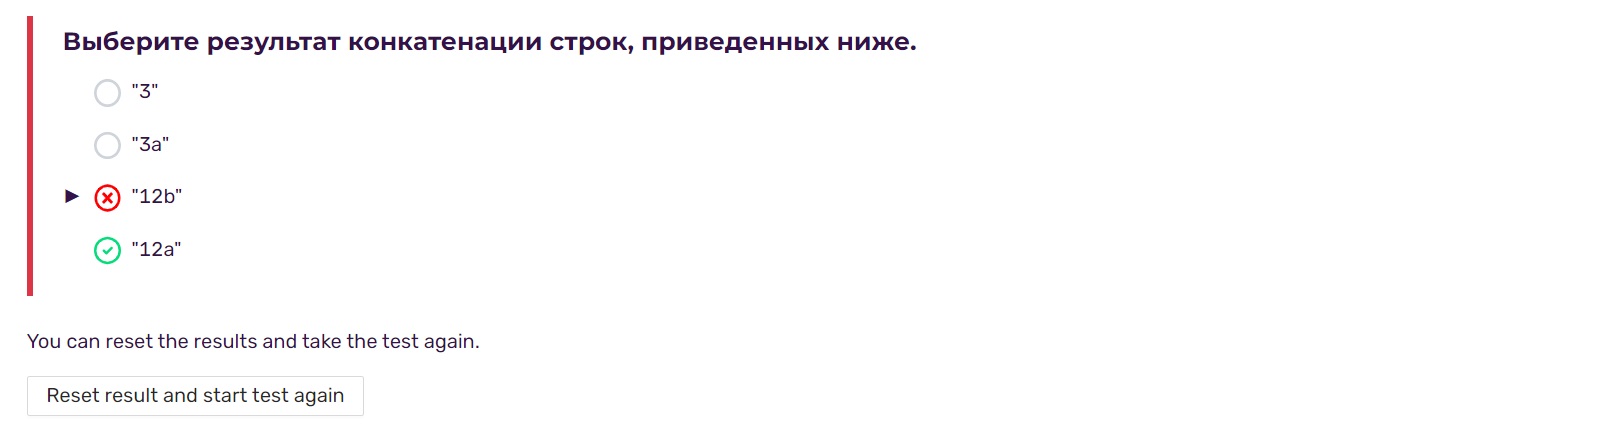 Выберите результат конкатенации строк, приведенных ниже.
"3"
"3a"
"12b"
"12a"
You can reset the results and take the test again.
Reset result and start test again